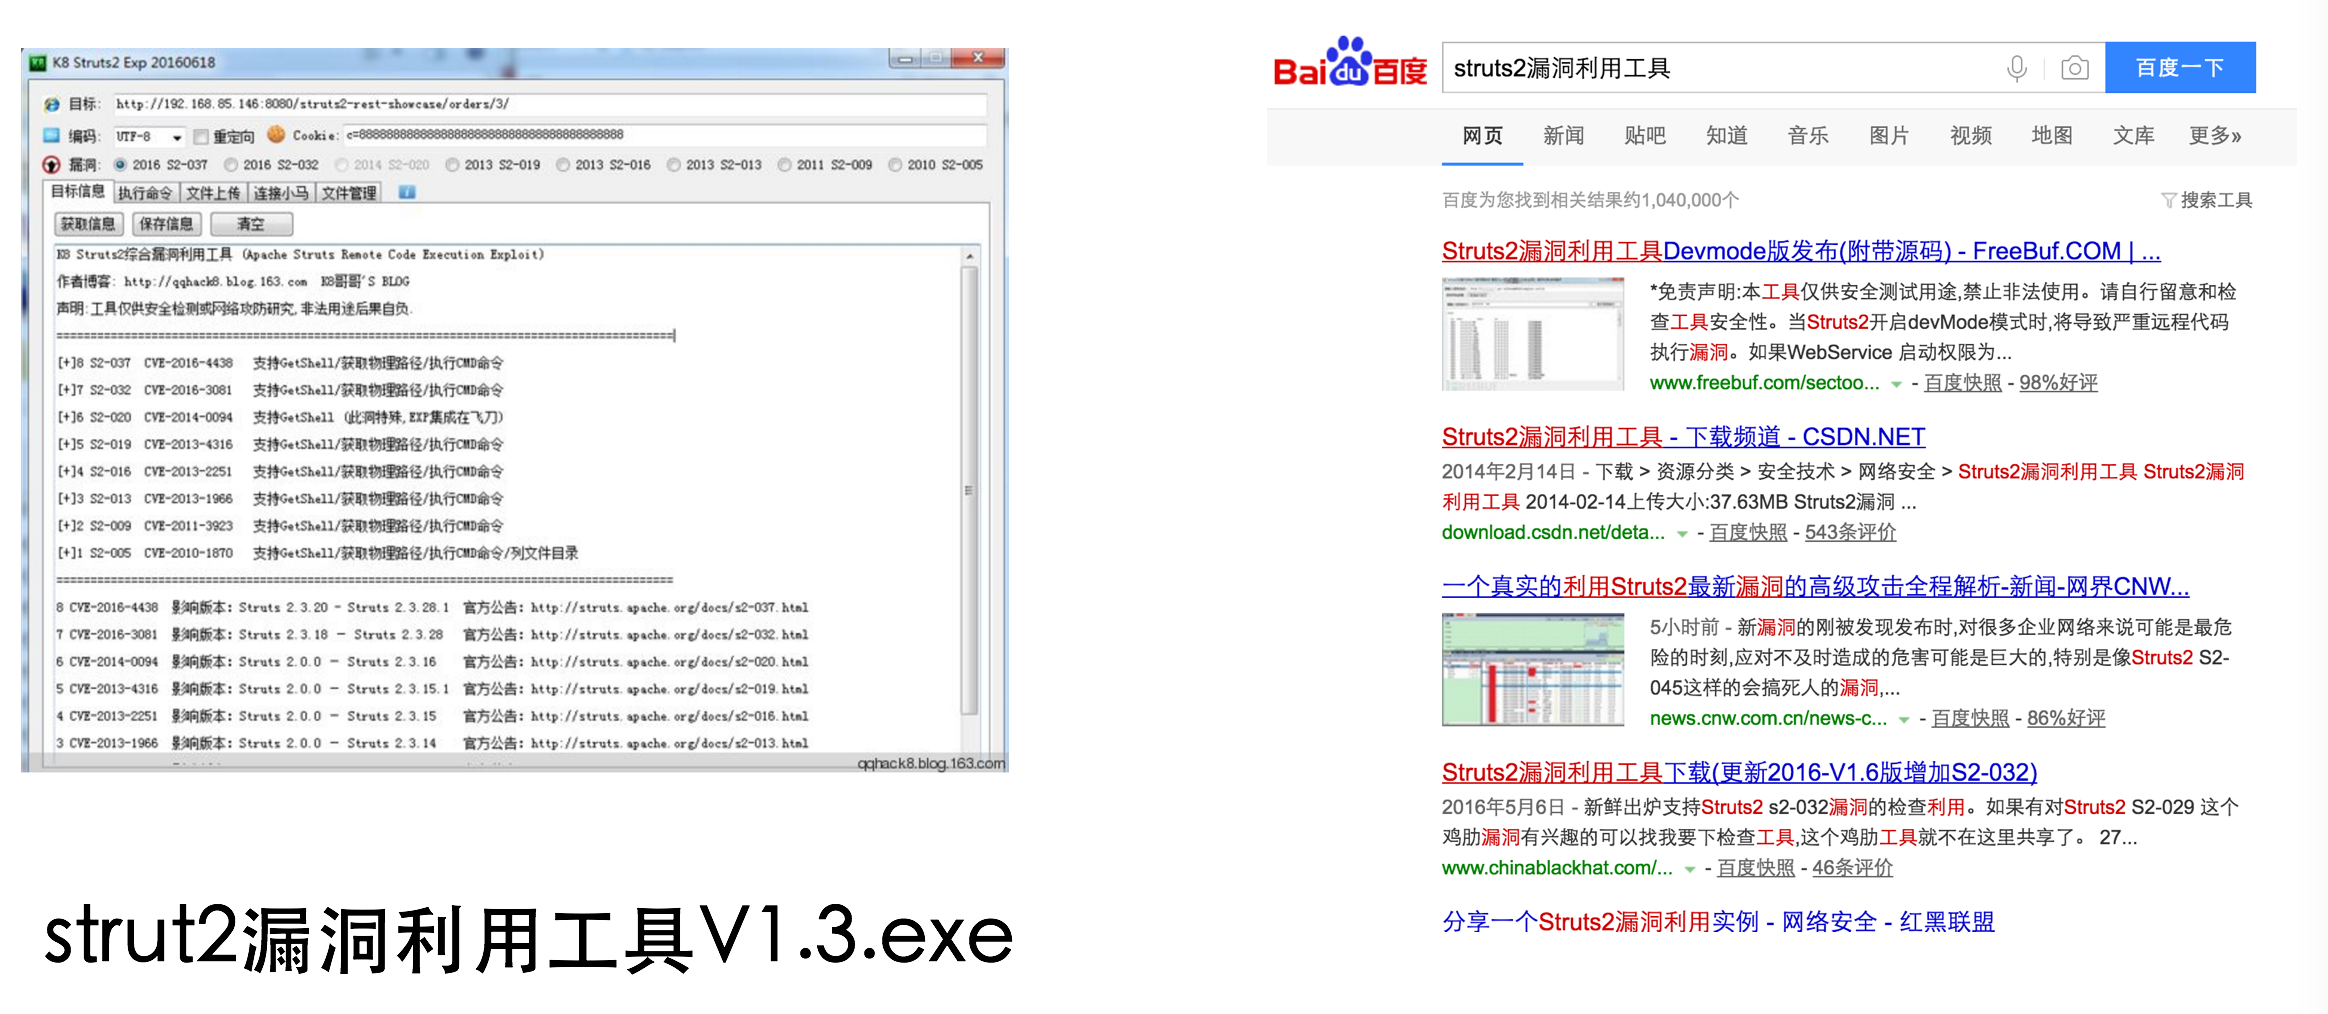 K8 Struts2 Exp 20160618
目标: http://192.168.85.146:8080/struts2-rest-showcase/orders/3/
编码: UTF-8 重定向 Cookie: c=88888888888888888888888888888888888888
漏洞: 2016 S2-037 2016 S2-032 2014 S2-020 2013 S2-019 2013 S2-016 2013 S2-013 2011 S2-009 2010 S2-005
目标信息 执行命令 文件上传 连接小马 文件管理
获取信息 保存信息 清空
K8 Struts2综合漏洞利用工具 (Apache Struts Remote Code Execution Exploit)
作者博客: http://qqhack8.blog.163.com K8哥哥'S BLOG
声明:工具仅供安全检测或网络攻防研究,非法用途后果自负.
[+]8 S2-037 CVE-2016-4438 支持GetShell/获取物理路径/执行CMD命令
[+]7 S2-032 CVE-2016-3081 支持GetShell/获取物理路径/执行CMD命令
[+]6 S2-020 CVE-2014-0094 支持GetShell (此洞特殊,EXP集成在飞刀)
[+]5 S2-019 CVE-2013-4316 支持GetShell/获取物理路径/执行CMD命令
[+]4 S2-016 CVE-2013-2251 支持GetShell/获取物理路径/执行CMD命令
[+]3 S2-013 CVE-2013-1966 支持GetShell/获取物理路径/执行CMD命令
[+]2 S2-009 CVE-2011-3923 支持GetShell/获取物理路径/执行CMD命令
[+]1 S2-005 CVE-2010-1870 支持GetShell/获取物理路径/执行CMD命令/列文件目录
8 CVE-2016-4438 影响版本: Struts 2.3.20 - Struts 2.3.28.1 官方公告: http://struts.apache.org/docs/s2-037.html
7 CVE-2016-3081 影响版本: Struts 2.3.18 - Struts 2.3.28 官方公告: http://struts.apache.org/docs/s2-032.html
6 CVE-2014-0094 影响版本: Struts 2.0.0 - Struts 2.3.16 官方公告: http://struts.apache.org/docs/s2-020.html
5 CVE-2013-4316 影响版本: Struts 2.0.0 - Struts 2.3.15.1 官方公告: http://struts.apache.org/docs/s2-019.html
4 CVE-2013-2251 影响版本: Struts 2.0.0 - Struts 2.3.15 官方公告: http://struts.apache.org/docs/s2-016.html
3 CVE-2013-1966 影响版本: Struts 2.0.0 - Struts 2.3.14 官方公告: http://struts.apache.org/docs/s2-013.html
qqhack8.blog.163.com
strut2漏洞利用工具V1.3.exe
Bai du 百度 struts2漏洞利用工具 百度一下
网页 新闻 贴吧 知道 音乐 图片 视频 地图 文库 更多»
百度为您找到相关结果约1,040,000个 搜索工具
Struts2漏洞利用工具Devmode版发布(附带源码) - FreeBuf.COM | ...
*免责声明:本工具仅供安全测试用途,禁止非法使用。请自行留意和检
查工具安全性。当Struts2开启devMode模式时,将导致严重远程代码
执行漏洞。如果WebService 启动权限为...
www.freebuf.com/sectoo... - 百度快照 - 98%好评
Struts2漏洞利用工具 - 下载频道 - CSDN.NET
2014年2月14日 - 下载 > 资源分类 > 安全技术 > 网络安全 > Struts2漏洞利用工具 Struts2漏洞
利用工具 2014-02-14上传大小:37.63MB Struts2漏洞 ...
download.csdn.net/deta... - 百度快照 - 543条评价
一个真实的利用Struts2最新漏洞的高级攻击全程解析-新闻-网界CNW...
5小时前 - 新漏洞的刚被发现发布时,对很多企业网络来说可能是最危
险的时刻,应对不及时造成的危害可能是巨大的,特别是像Struts2 S2-
045这样的会搞死人的漏洞,...
news.cnw.com.cn/news-c... - 百度快照 - 86%好评
Struts2漏洞利用工具下载(更新2016-V1.6版增加S2-032)
2016年5月6日 - 新鲜出炉支持Struts2 s2-032漏洞的检查利用。如果有对Struts2 S2-029 这个
鸡肋漏洞有兴趣的可以找我要下检查工具,这个鸡肋工具就不在这里共享了。 27...
www.chinablackhat.com/... - 百度快照 - 46条评价
分享一个Struts2漏洞利用实例 - 网络安全 - 红黑联盟